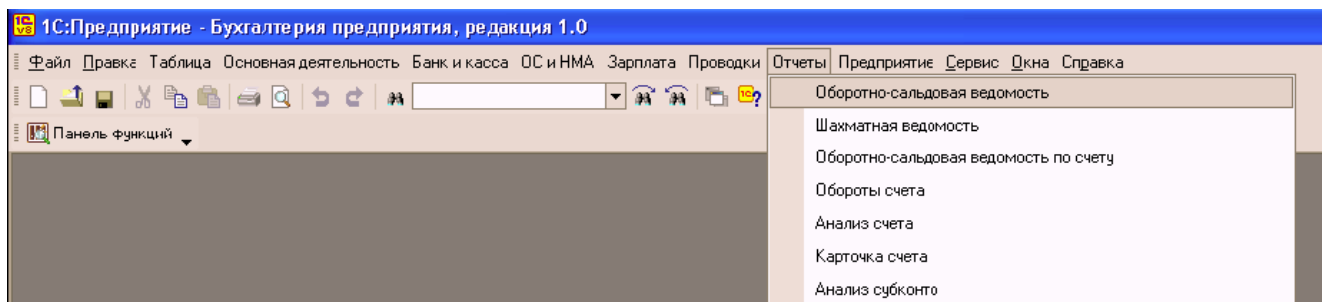 1С:Предприятие - Бухгалтерия предприятия, редакция 1.0
Файл Правка Таблица Основная деятельность Банк и касса ОС и НМА Зарплата Проводки Отчеты Предприятие Сервис Окна Справка
Оборотно-сальдовая ведомость
Панель функций
Шахматная ведомость
Оборотно-сальдовая ведомость по счету
Обороты счета
Анализ счета
Карточка счета
Анализ субконто